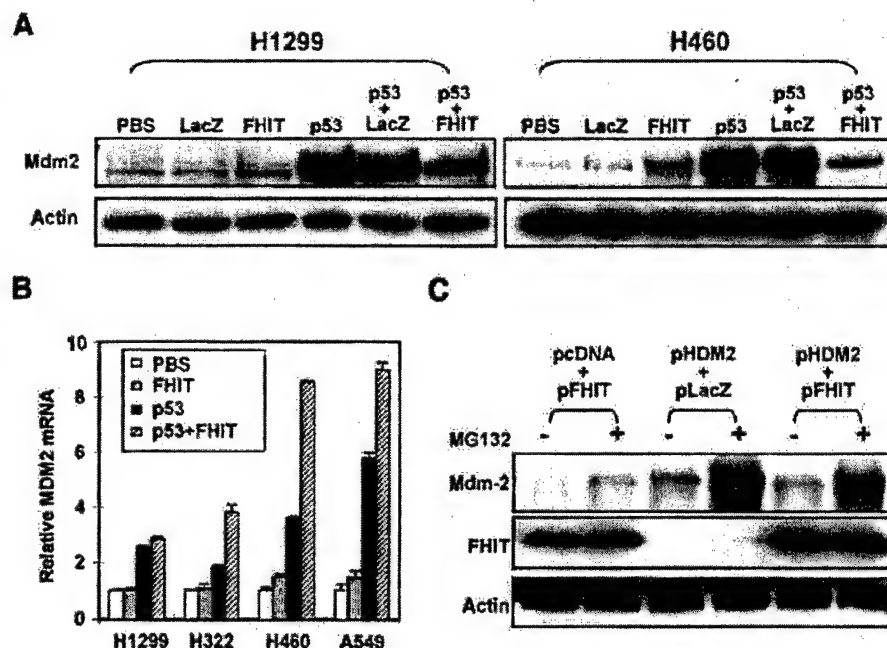 A
H1299
H460
PBS LacZ FHIT p53 p53 + LacZ p53 + FHIT
PBS LacZ FHIT p53 p53 + LacZ p53 + FHIT
Mdm2
Actin
B
Relative MDM2 mRNA
10
8
6
4
2
0
PBS
FHIT
p53
p53+FHIT
H1299 H322 H460 A549
C
pcDNA + pFHIT
pHDM2 + pLacZ
pHDM2 + pFHIT
MG132 - + - + - +
Mdm-2
FHIT
Actin